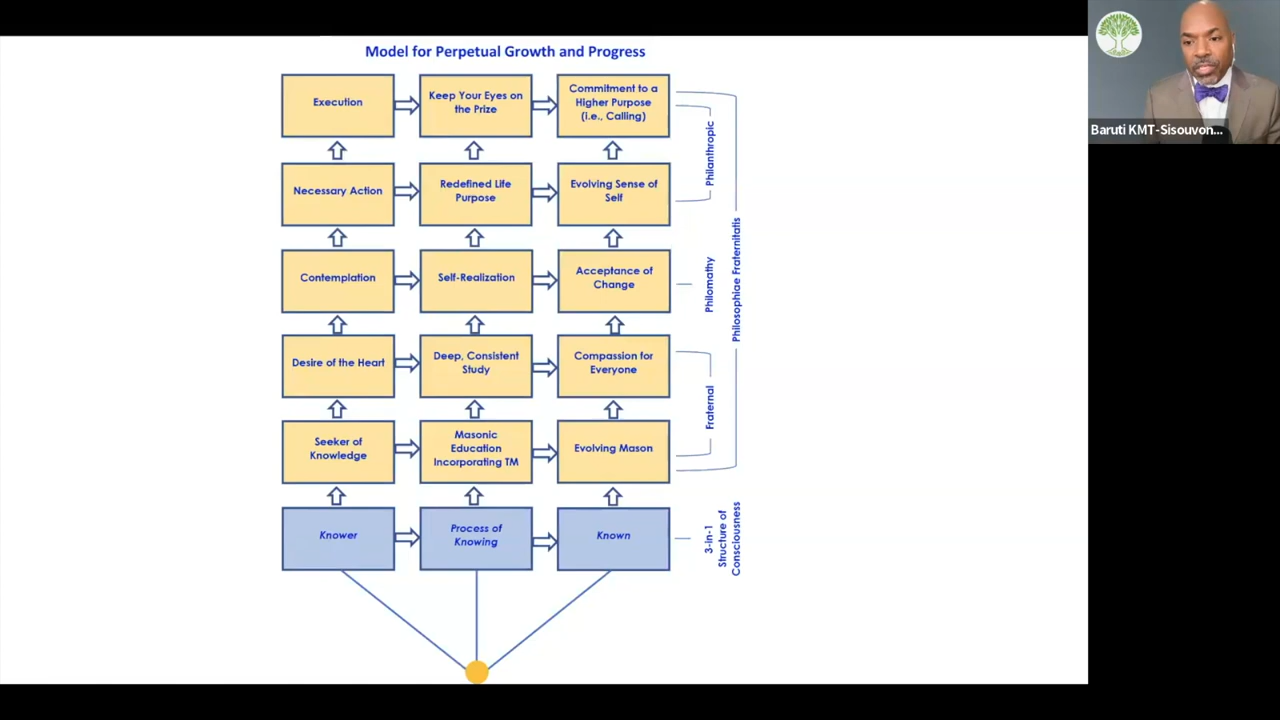 Model for Perpetual Growth and Progress
Execution
Keep Your Eyes on
the Prize
Commitment to a
Higher Purpose
(i.e., Calling)
Necessary Action
Redefined Life
Purpose
Evolving Sense of
Self
Philanthropic
Contemplation
Self-Realization
Acceptance of
Change
Philomathy
Philosophiae Fraternitatis
Desire of the Heart
Deep, Consistent
Study
Compassion for
Everyone
Seeker of
Knowledge
Masonic
Education
Incorporating TM
Evolving Mason
Fraternal
Knower
Process of
Knowing
Known
3-in-1
Structure of
Consciousness
Baruti KMT-Sisouvon...